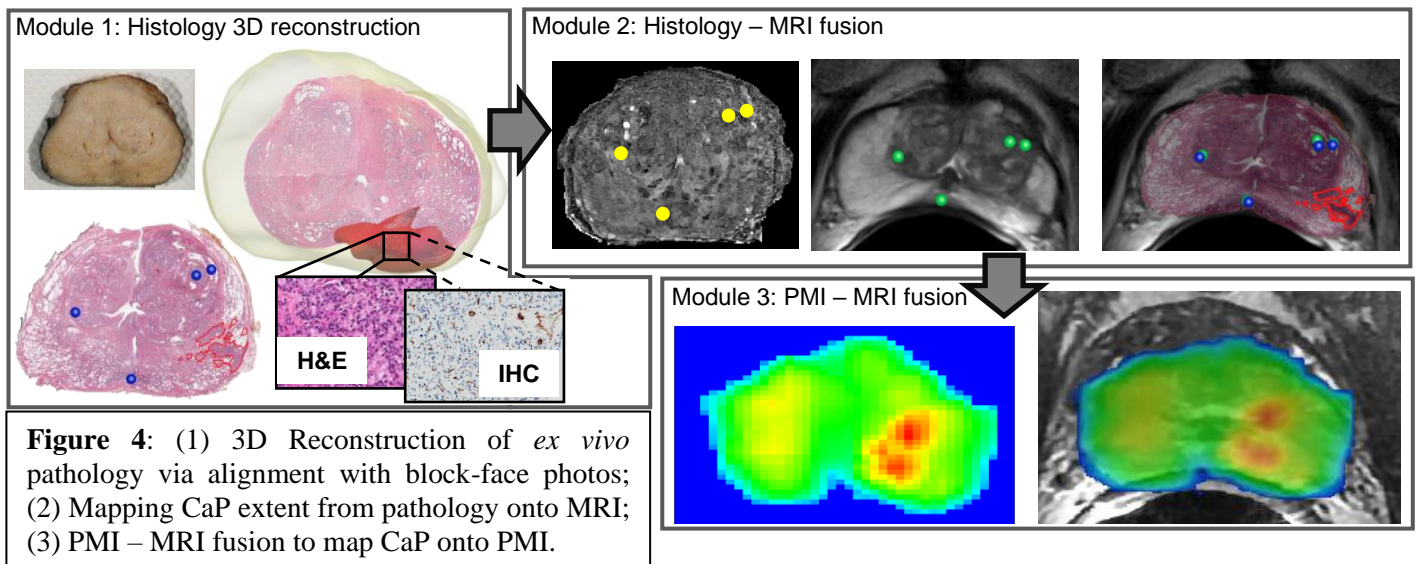 Module 1: Histology 3D reconstruction
H&E
IHC
Module 2: Histology – MRI fusion
Module 3: PMI – MRI fusion
Figure 4: (1) 3D Reconstruction of ex vivo
pathology via alignment with block-face photos;
(2) Mapping CaP extent from pathology onto MRI;
(3) PMI – MRI fusion to map CaP onto PMI.